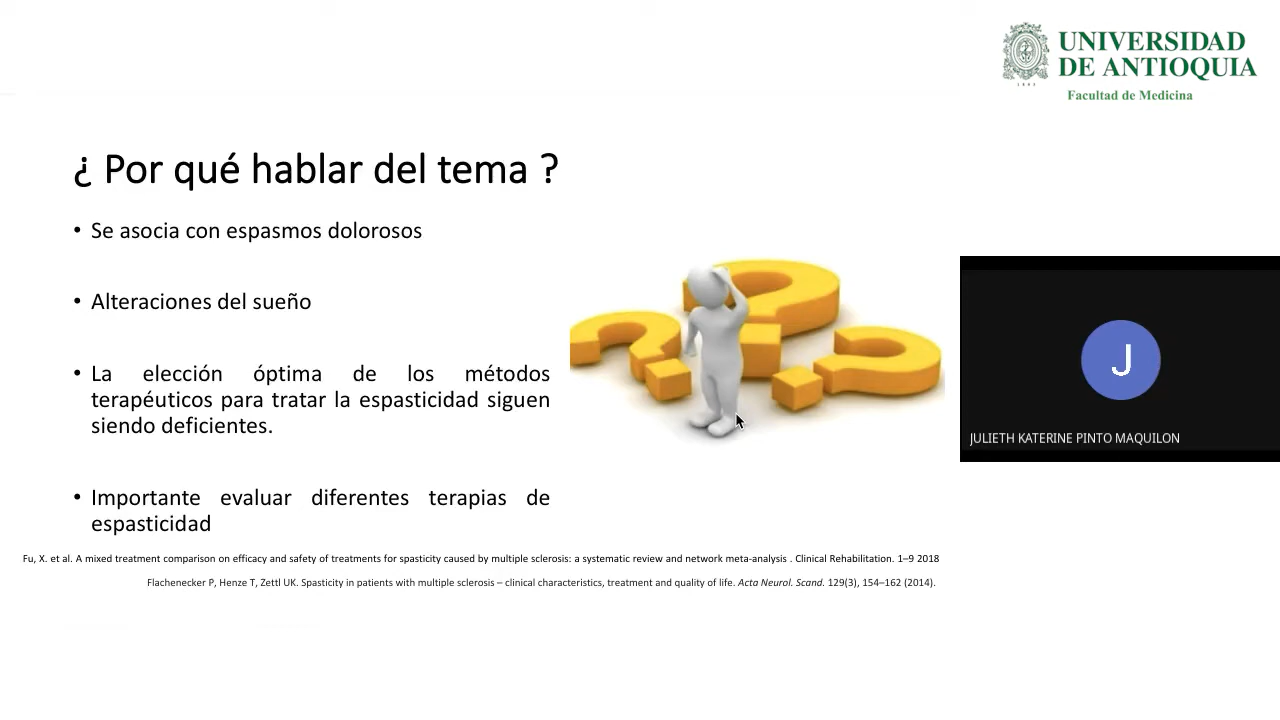 UNIVERSIDAD
DE ANTIOQUIA
1803
Facultad de Medicina
¿ Por qué hablar del tema ?
• Se asocia con espasmos dolorosos
• Alteraciones del sueño
• La elección óptima de los métodos
terapéuticos para tratar la espasticidad siguen
siendo deficientes.
• Importante evaluar diferentes terapias de
espasticidad
Fu, X. et al. A mixed treatment comparison on efficacy and safety of treatments for spasticity caused by multiple sclerosis: a systematic review and network meta-analysis . Clinical Rehabilitation. 1–9 2018
Flachenecker P, Henze T, Zettl UK. Spasticity in patients with multiple sclerosis – clinical characteristics, treatment and quality of life. Acta Neurol. Scand. 129(3), 154–162 (2014).
J
JULIETH KATERINE PINTO MAQUILON